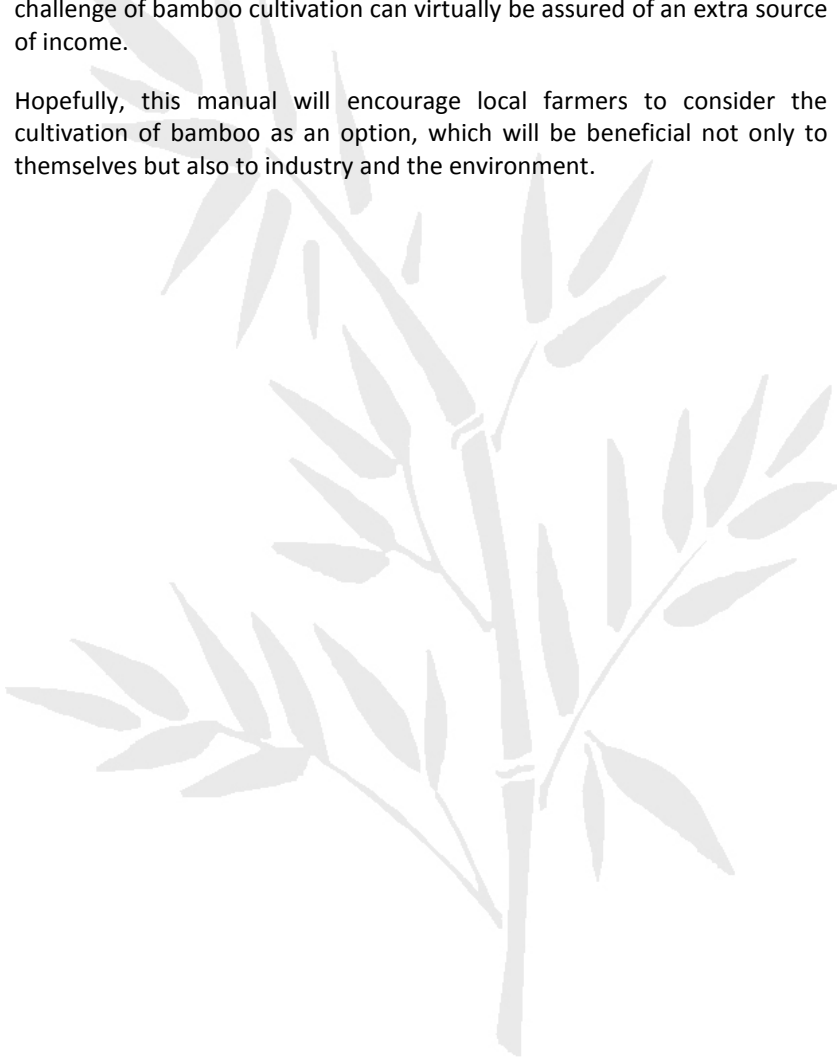 challenge of bamboo cultivation can virtually be assured of an extra source
of income.
Hopefully, this manual will encourage local farmers to consider the
cultivation of bamboo as an option, which will be beneficial not only to
themselves but also to industry and the environment.